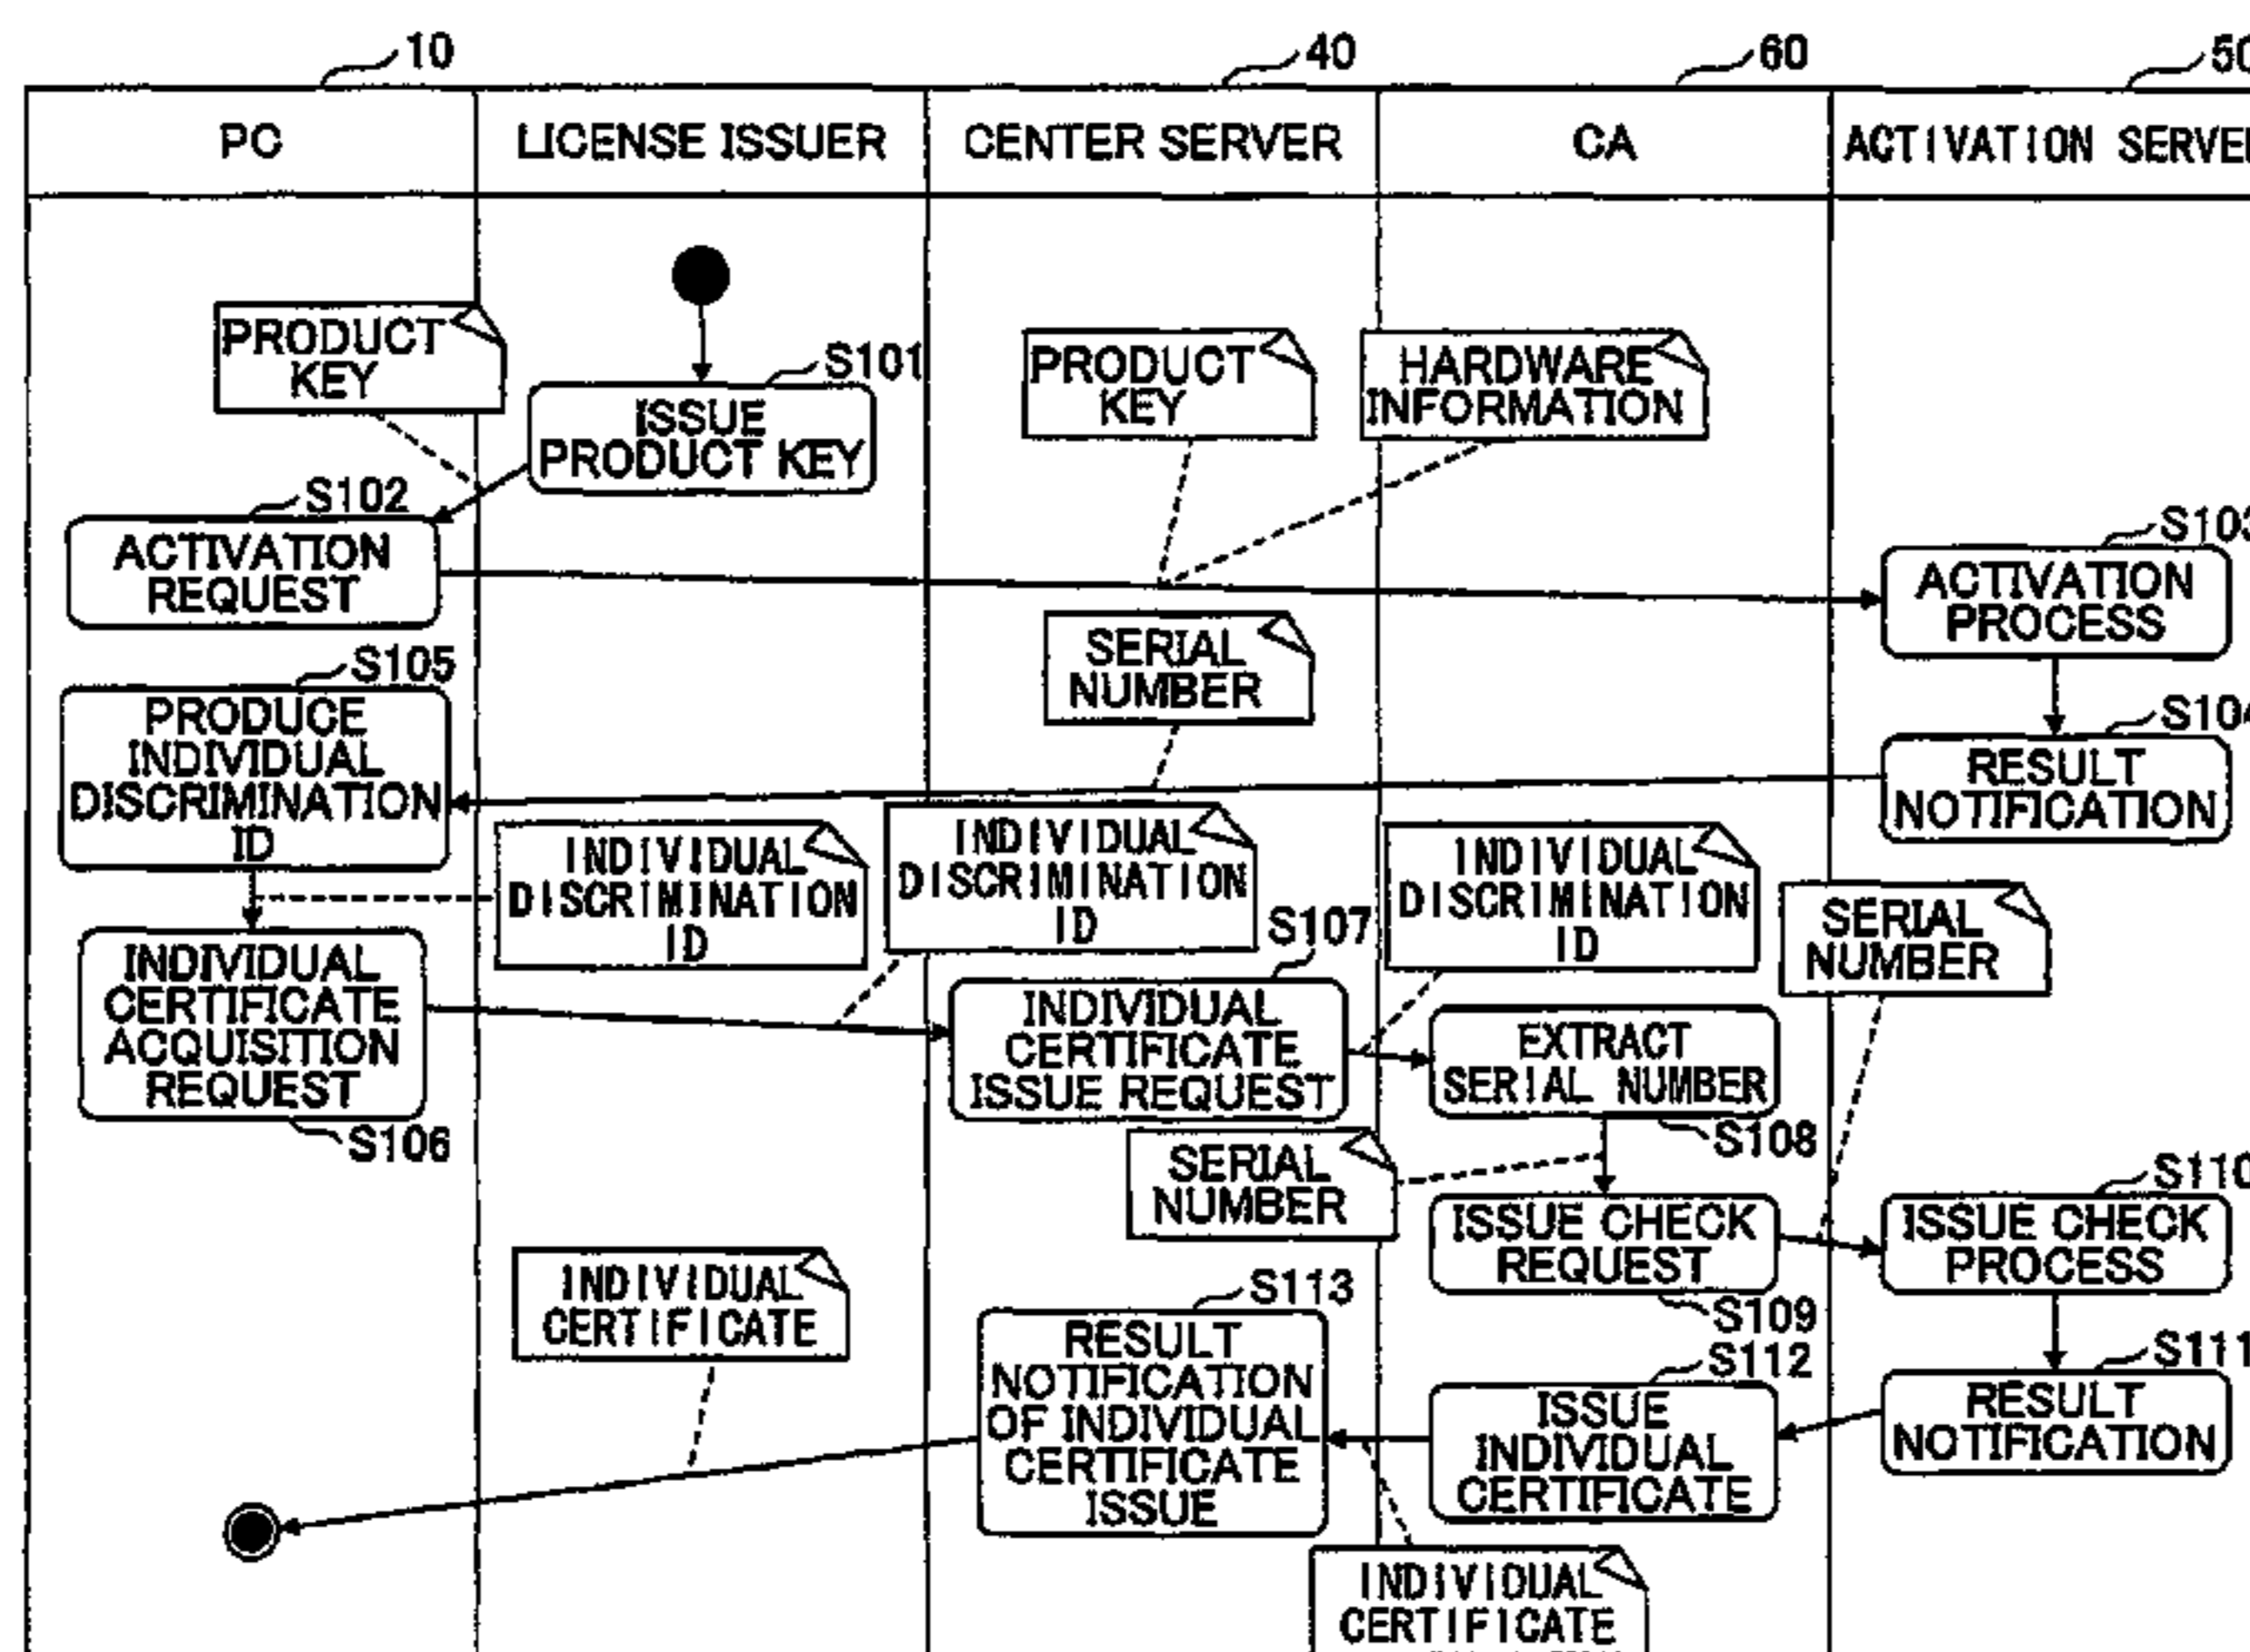 10
40
60
50
PC
LICENSE ISSUER
CENTER SERVER
CA
ACTIVATION SERVER
PRODUCT
KEY
S101
ISSUE
PRODUCT KEY
PRODUCT
KEY
HARDWARE
INFORMATION
S102
ACTIVATION
REQUEST
S103
ACTIVATION
PROCESS
SERIAL
NUMBER
S105
PRODUCE
INDIVIDUAL
DISCRIMINATION
ID
S104
RESULT
NOTIFICATION
INDIVIDUAL
DISCRIMINATION
ID
INDIVIDUAL
DISCRIMINATION
ID
INDIVIDUAL
DISCRIMINATION
ID
SERIAL
NUMBER
INDIVIDUAL
CERTIFICATE
ACQUISITION
REQUEST
S106
S107
INDIVIDUAL
CERTIFICATE
ISSUE REQUEST
EXTRACT
SERIAL NUMBER
S108
SERIAL
NUMBER
ISSUE CHECK
REQUEST
S109
S110
ISSUE CHECK
PROCESS
INDIVIDUAL
CERTIFICATE
S113
RESULT
NOTIFICATION
OF INDIVIDUAL
CERTIFICATE
ISSUE
S112
ISSUE
INDIVIDUAL
CERTIFICATE
S111
RESULT
NOTIFICATION
INDIVIDUAL
CERTIFICATE